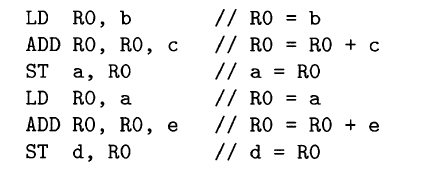 LD R0, b // R0 = b
ADD R0, R0, c // R0 = R0 + c
ST a, R0 // a = R0
LD R0, a // R0 = a
ADD R0, R0, e // R0 = R0 + e
ST d, R0 // d = R0